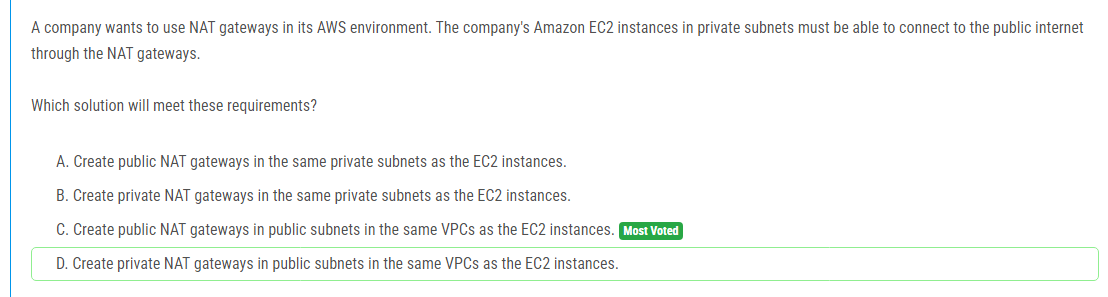 A company wants to use NAT gateways in its AWS environment. The company's Amazon EC2 instances in private subnets must be able to connect to the public internet
through the NAT gateways.
Which solution will meet these requirements?
A. Create public NAT gateways in the same private subnets as the EC2 instances.
B. Create private NAT gateways in the same private subnets as the EC2 instances.
C. Create public NAT gateways in public subnets in the same VPCs as the EC2 instances. Most Voted
D. Create private NAT gateways in public subnets in the same VPCs as the EC2 instances.